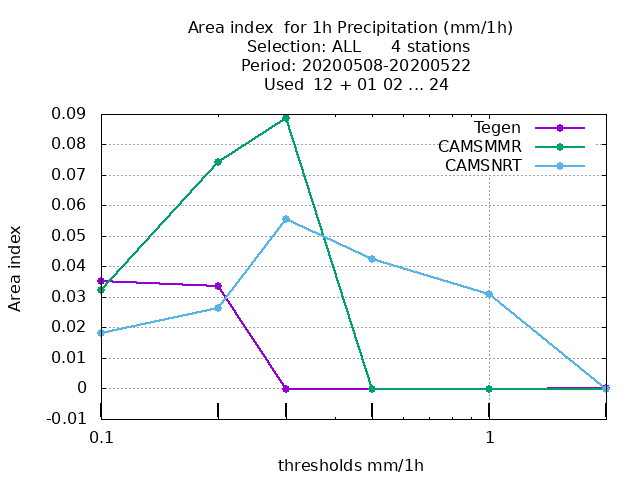 Area index  for 1h Precipitation (mm/1h)
Selection: ALL      4 stations
Period: 20200508-20200522
Used  12 + 01 02 ... 24
Tegen
CAMSMMR
CAMSNRT
0.09
0.08
0.07
0.06
0.05
0.04
0.03
0.02
0.01
0
-0.01
Area index
0.1
1
thresholds mm/1h